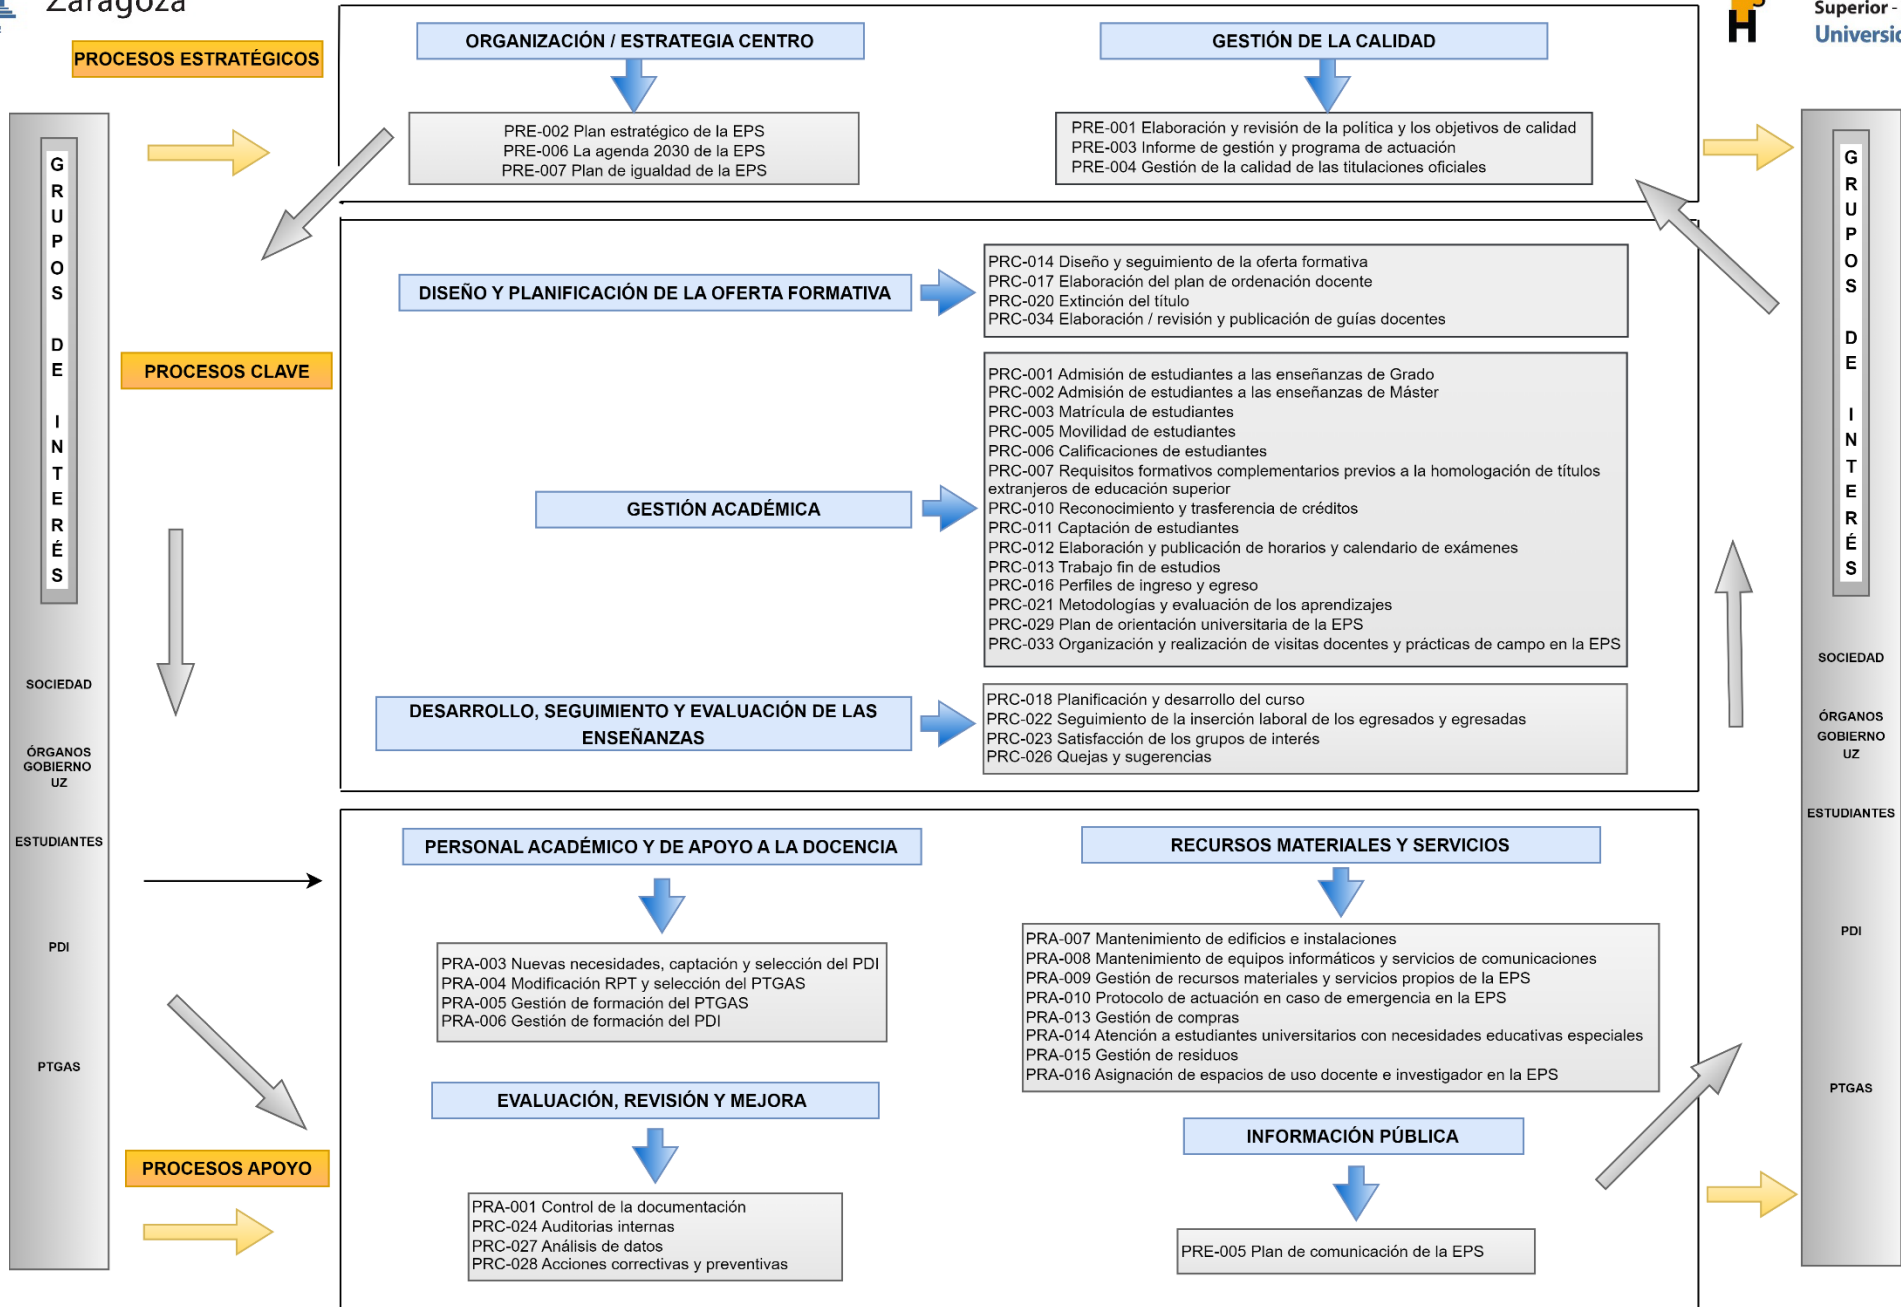 Zaragoza
Superior -
PROCESOS ESTRATÉGICOS
ORGANIZACIÓN / ESTRATEGIA CENTRO
PRE-002 Plan estratégico de la EPS
PRE-006 La agenda 2030 de la EPS
PRE-007 Plan de igualdad de la EPS
GESTIÓN DE LA CALIDAD
PRE-001 Elaboración y revisión de la política y los objetivos de calidad
PRE-003 Informe de gestión y programa de actuación
PRE-004 Gestión de la calidad de las titulaciones oficiales
GRUPOS DE INTERÉS
SOCIEDAD
ÓRGANOS
GOBIERNO
UZ
ESTUDIANTES
PDI
PTGAS
PROCESOS CLAVE
DISEÑO Y PLANIFICACIÓN DE LA OFERTA FORMATIVA
PRC-014 Diseño y seguimiento de la oferta formativa
PRC-017 Elaboración del plan de ordenación docente
PRC-020 Extinción del título
PRC-034 Elaboración / revisión y publicación de guías docentes
GESTIÓN ACADÉMICA
PRC-001 Admisión de estudiantes a las enseñanzas de Grado
PRC-002 Admisión de estudiantes a las enseñanzas de Máster
PRC-003 Matrícula de estudiantes
PRC-005 Movilidad de estudiantes
PRC-006 Calificaciones de estudiantes
PRC-007 Requisitos formativos complementarios previos a la homologación de títulos
extranjeros de educación superior
PRC-010 Reconocimiento y trasferencia de créditos
PRC-011 Captación de estudiantes
PRC-012 Elaboración y publicación de horarios y calendario de exámenes
PRC-013 Trabajo fin de estudios
PRC-016 Perfiles de ingreso y egreso
PRC-021 Metodologías y evaluación de los aprendizajes
PRC-029 Plan de orientación universitaria de la EPS
PRC-033 Organización y realización de visitas docentes y prácticas de campo en la EPS
DESARROLLO, SEGUIMIENTO Y EVALUACIÓN DE LAS
ENSEÑANZAS
PRC-018 Planificación y desarrollo del curso
PRC-022 Seguimiento de la inserción laboral de los egresados y egresadas
PRC-023 Satisfacción de los grupos de interés
PRC-026 Quejas y sugerencias
PROCESOS APOYO
PERSONAL ACADÉMICO Y DE APOYO A LA DOCENCIA
PRA-003 Nuevas necesidades, captación y selección del PDI
PRA-004 Modificación RPT y selección del PTGAS
PRA-005 Gestión de formación del PTGAS
PRA-006 Gestión de formación del PDI
RECURSOS MATERIALES Y SERVICIOS
PRA-007 Mantenimiento de edificios e instalaciones
PRA-008 Mantenimiento de equipos informáticos y servicios de comunicaciones
PRA-009 Gestión de recursos materiales y servicios propios de la EPS
PRA-010 Protocolo de actuación en caso de emergencia en la EPS
PRA-013 Gestión de compras
PRA-014 Atención a estudiantes universitarios con necesidades educativas especiales
PRA-015 Gestión de residuos
PRA-016 Asignación de espacios de uso docente e investigador en la EPS
EVALUACIÓN, REVISIÓN Y MEJORA
PRA-001 Control de la documentación
PRC-024 Auditorias internas
PRC-027 Análisis de datos
PRC-028 Acciones correctivas y preventivas
INFORMACIÓN PÚBLICA
PRE-005 Plan de comunicación de la EPS
GRUPOS DE INTERÉS
SOCIEDAD
ÓRGANOS
GOBIERNO
UZ
ESTUDIANTES
PDI
PTGAS